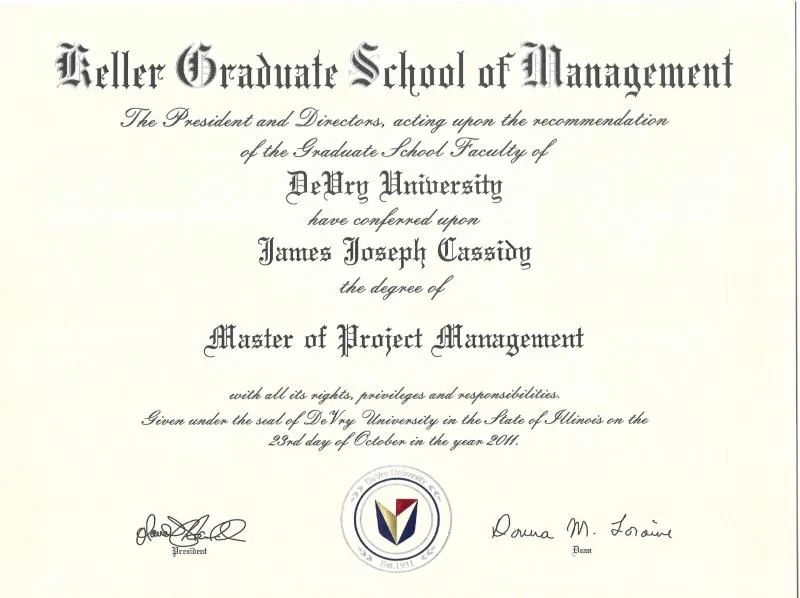 Keller Graduate School of Management
The President and Directors, acting upon the recommendation
of the Graduate School Faculty of
DeVry University
have conferred upon
James Joseph Cassidy
the degree of
Master of Project Management
with all its rights, privileges and responsibilities.
Given under the seal of DeVry University in the State of Illinois on the
23rd day of October in the year 2011.
DeVry University
Est. 1931
Donna M. Loraine
President
Dean